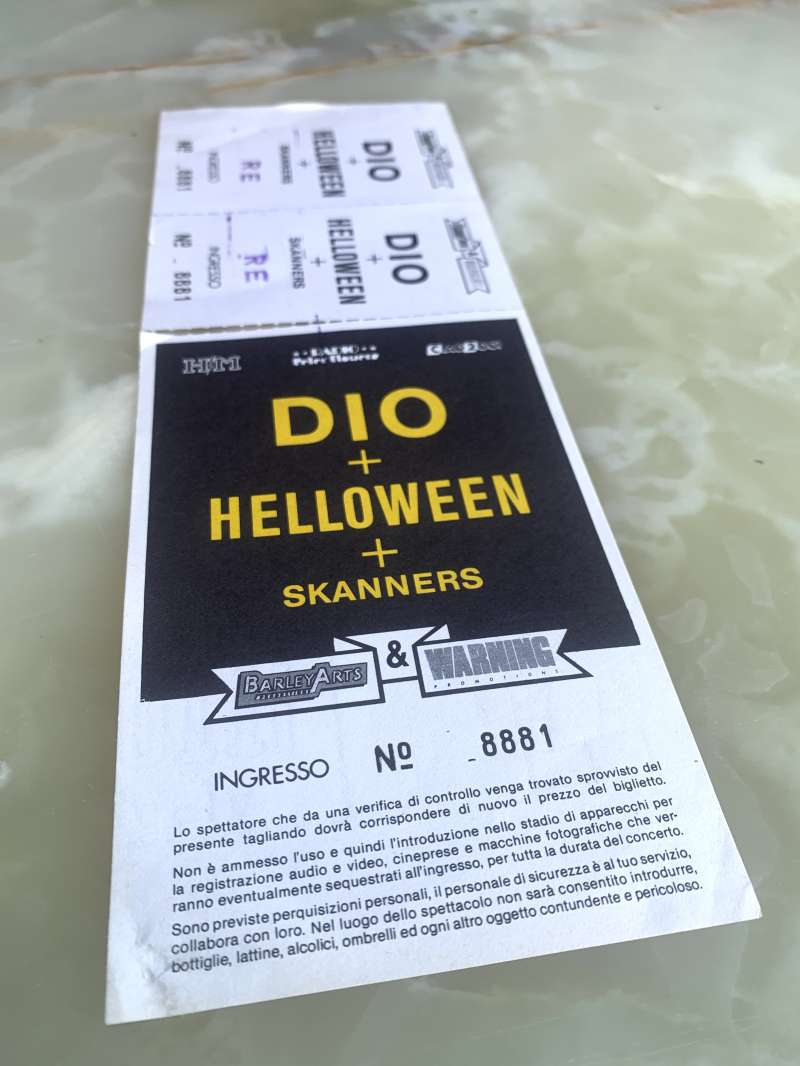 DIO
+
HELLOWEEN
+
SKANNERS
RE
INGRESSO
Nº 8881
DIO
+
HELLOWEEN
+
SKANNERS
RE
INGRESSO
Nº 8881
H/M
RADIO
Peter Flowers
DIO
+
HELLOWEEN
+
SKANNERS
BARLEY ARTS & WARNING
PROMOTIONS
INGRESSO Nº 8881
Lo spettatore che da una verifica di controllo venga trovato sprovvisto del
presente tagliando dovrà corrispondere di nuovo il prezzo del biglietto.
Non è ammesso l'uso e quindi l'introduzione nello stadio di apparecchi per
la registrazione audio e video, cineprese e macchine fotografiche che ver-
ranno eventualmente sequestrati all'ingresso, per tutta la durata del concerto.
Sono previste perquisizioni personali, il personale di sicurezza è al tuo servizio,
collabora con loro. Nel luogo dello spettacolo non sarà consentito introdurre,
bottiglie, lattine, alcolici, ombrelli ed ogni altro oggetto contundente e pericoloso.